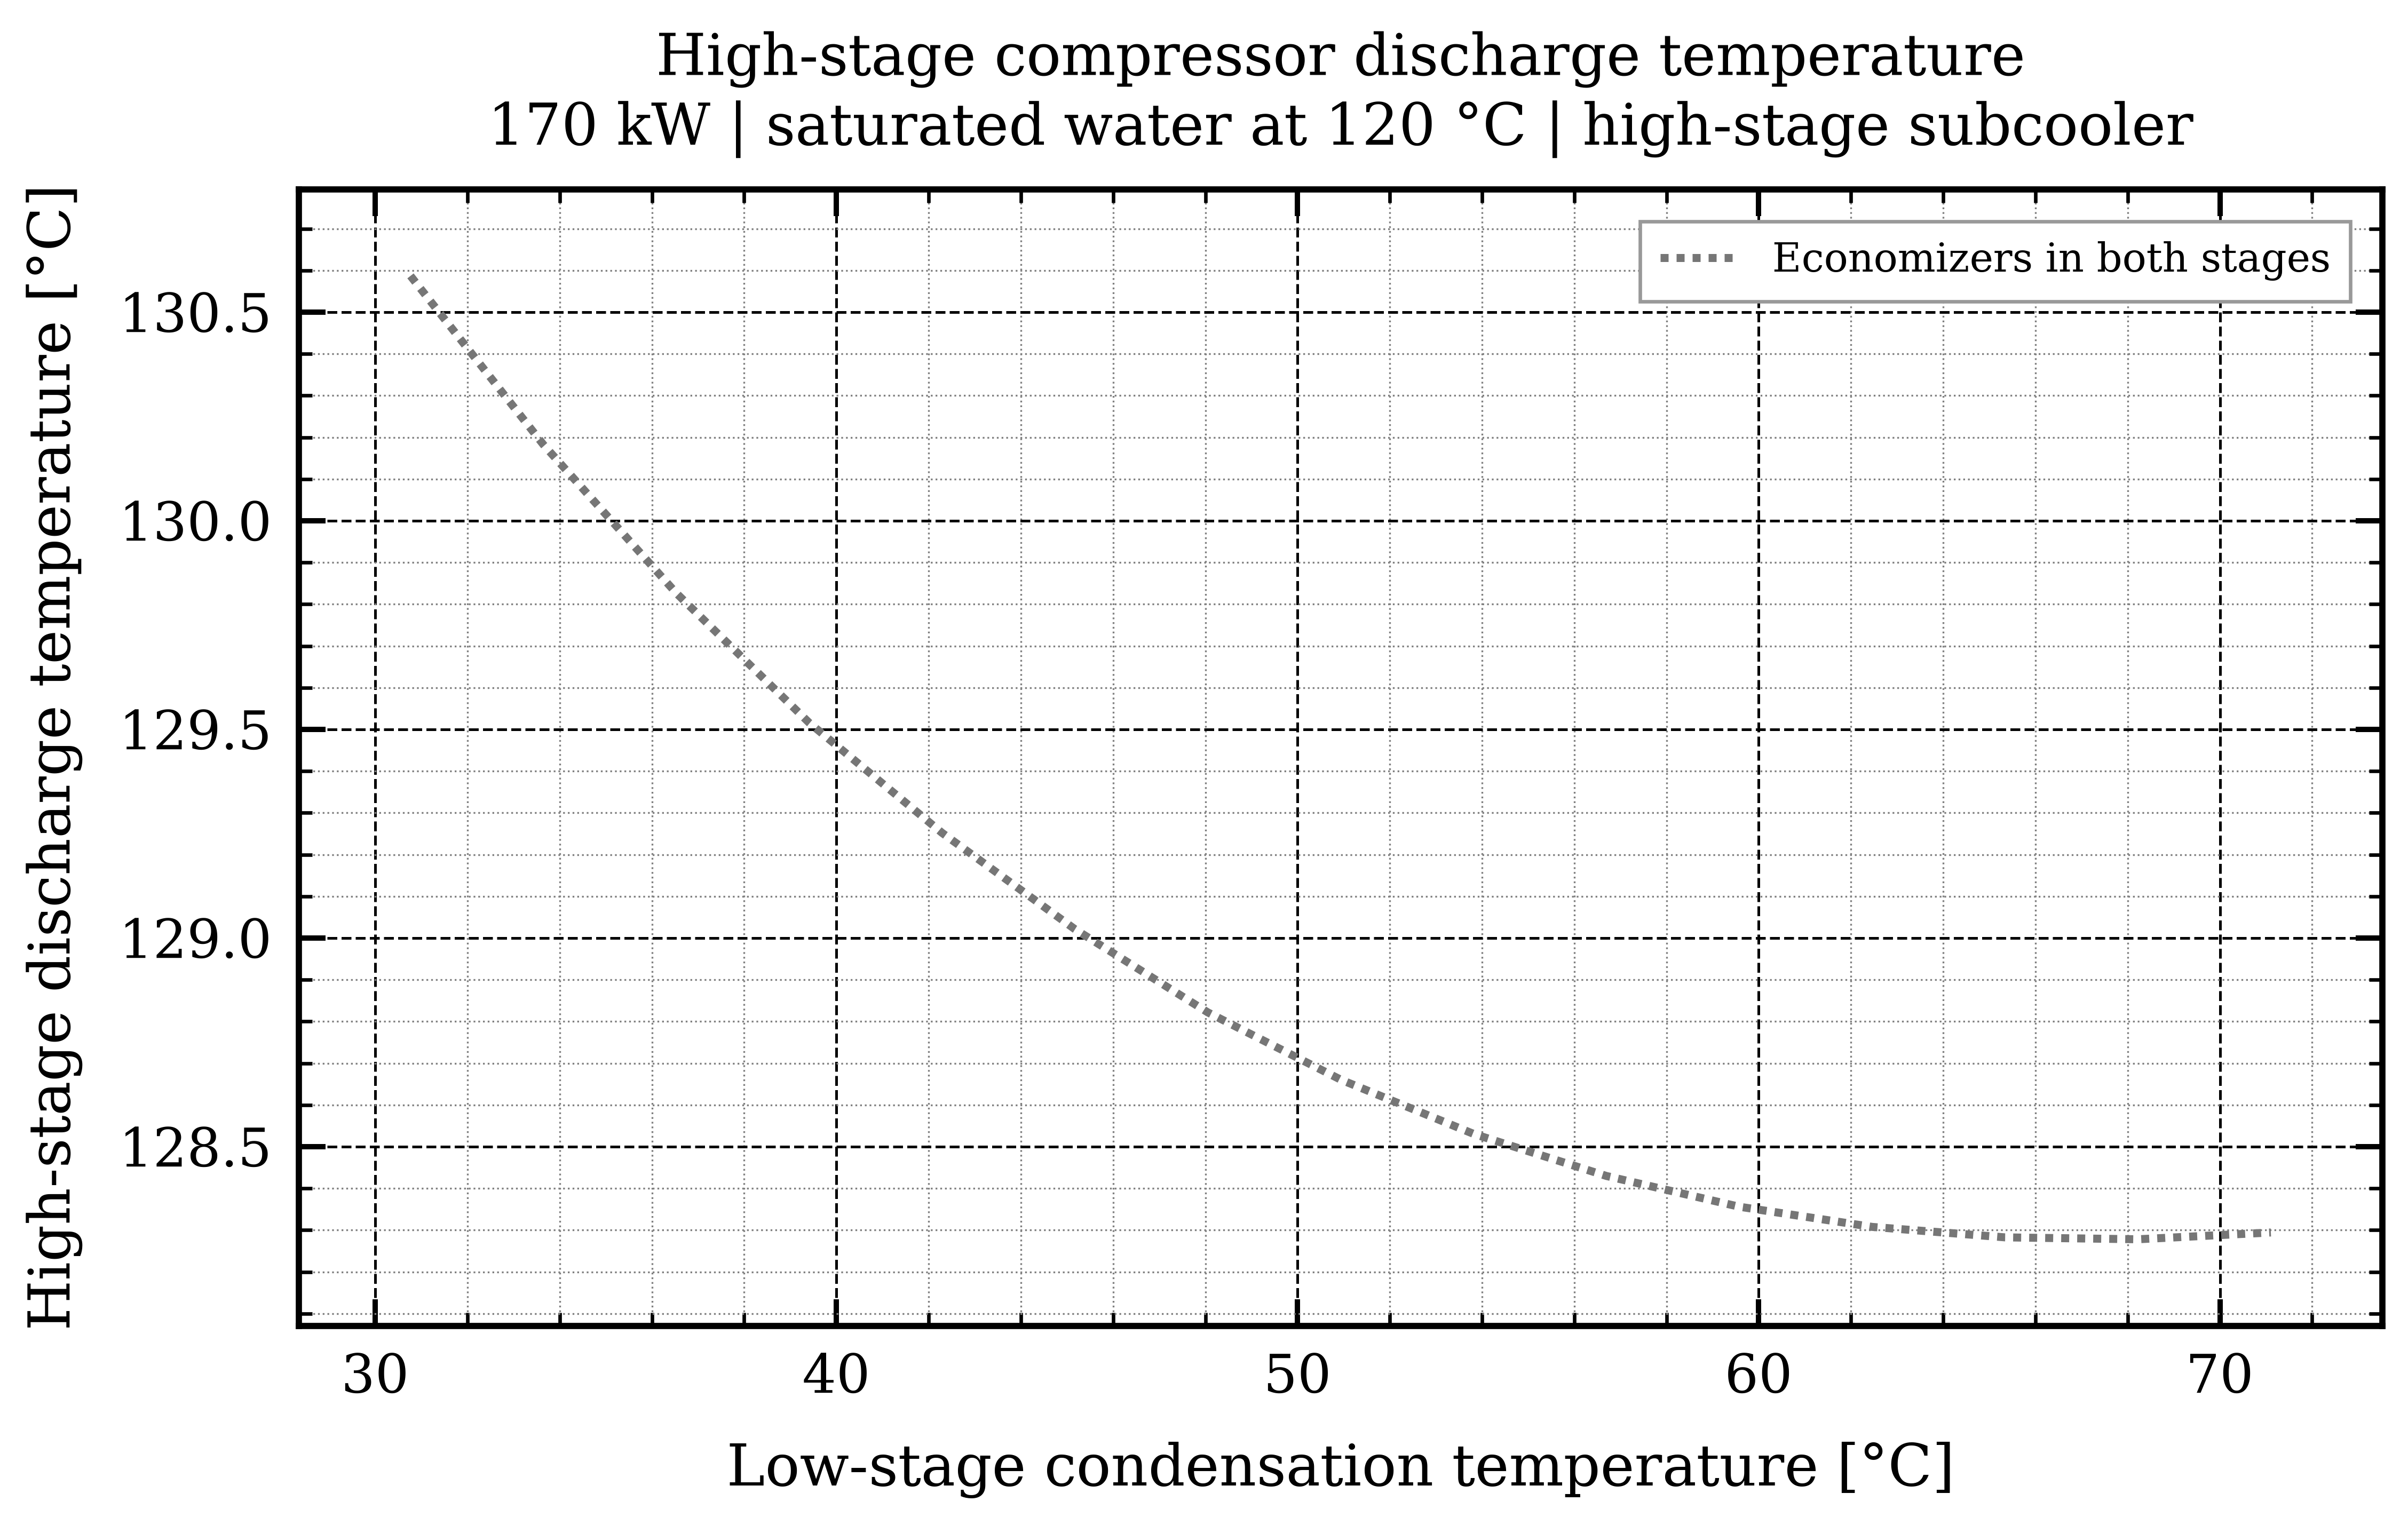 High-stage compressor discharge temperature
170 kW | saturated water at 120 °C | high-stage subcooler
High-stage discharge temperature [°C]
Economizers in both stages
130.5
130.0
129.5
129.0
128.5
30 40 50 60 70
Low-stage condensation temperature [°C]